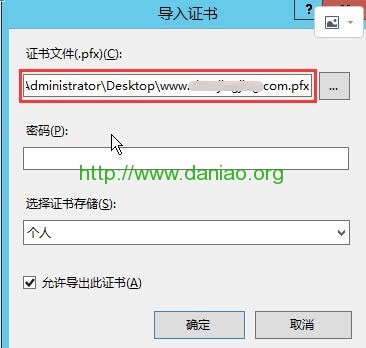 导入证书
?
证书文件(.pfx)(C):
\dministrator\Desktop\www. com.pfx
...
密码(P):
http://www.daniao.org
选择证书存储(S):
个人
允许导出此证书(A)
确定
取消